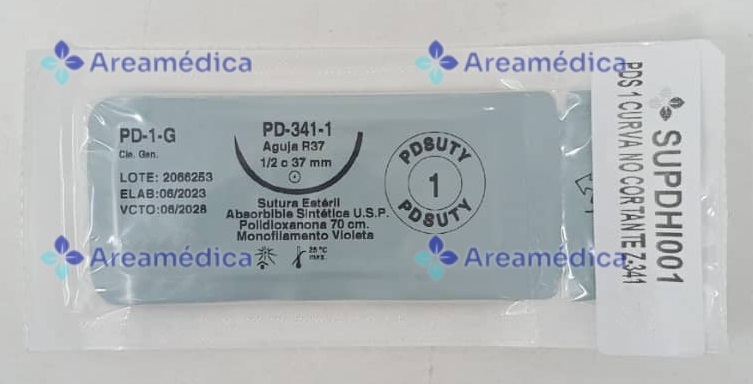 Areamédica
Areamédica
PD-1-G
Cie. Gen.
LOTE: 2066253
ELAB:06/2023
VCTO:06/2028
PD-341-1
Aguja R37
1/2 c 37 mm
Sutura Estéril
Absorbible Sintética U.S.P.
Polidioxanona 70 cm.
Monofilamento Violeta
25 °C
max.
PDSUTY
1
PDSUTY
Areamédica
Areamédica
SUPDHI001
PDS 1 CURVA NO CORTANTE Z-341